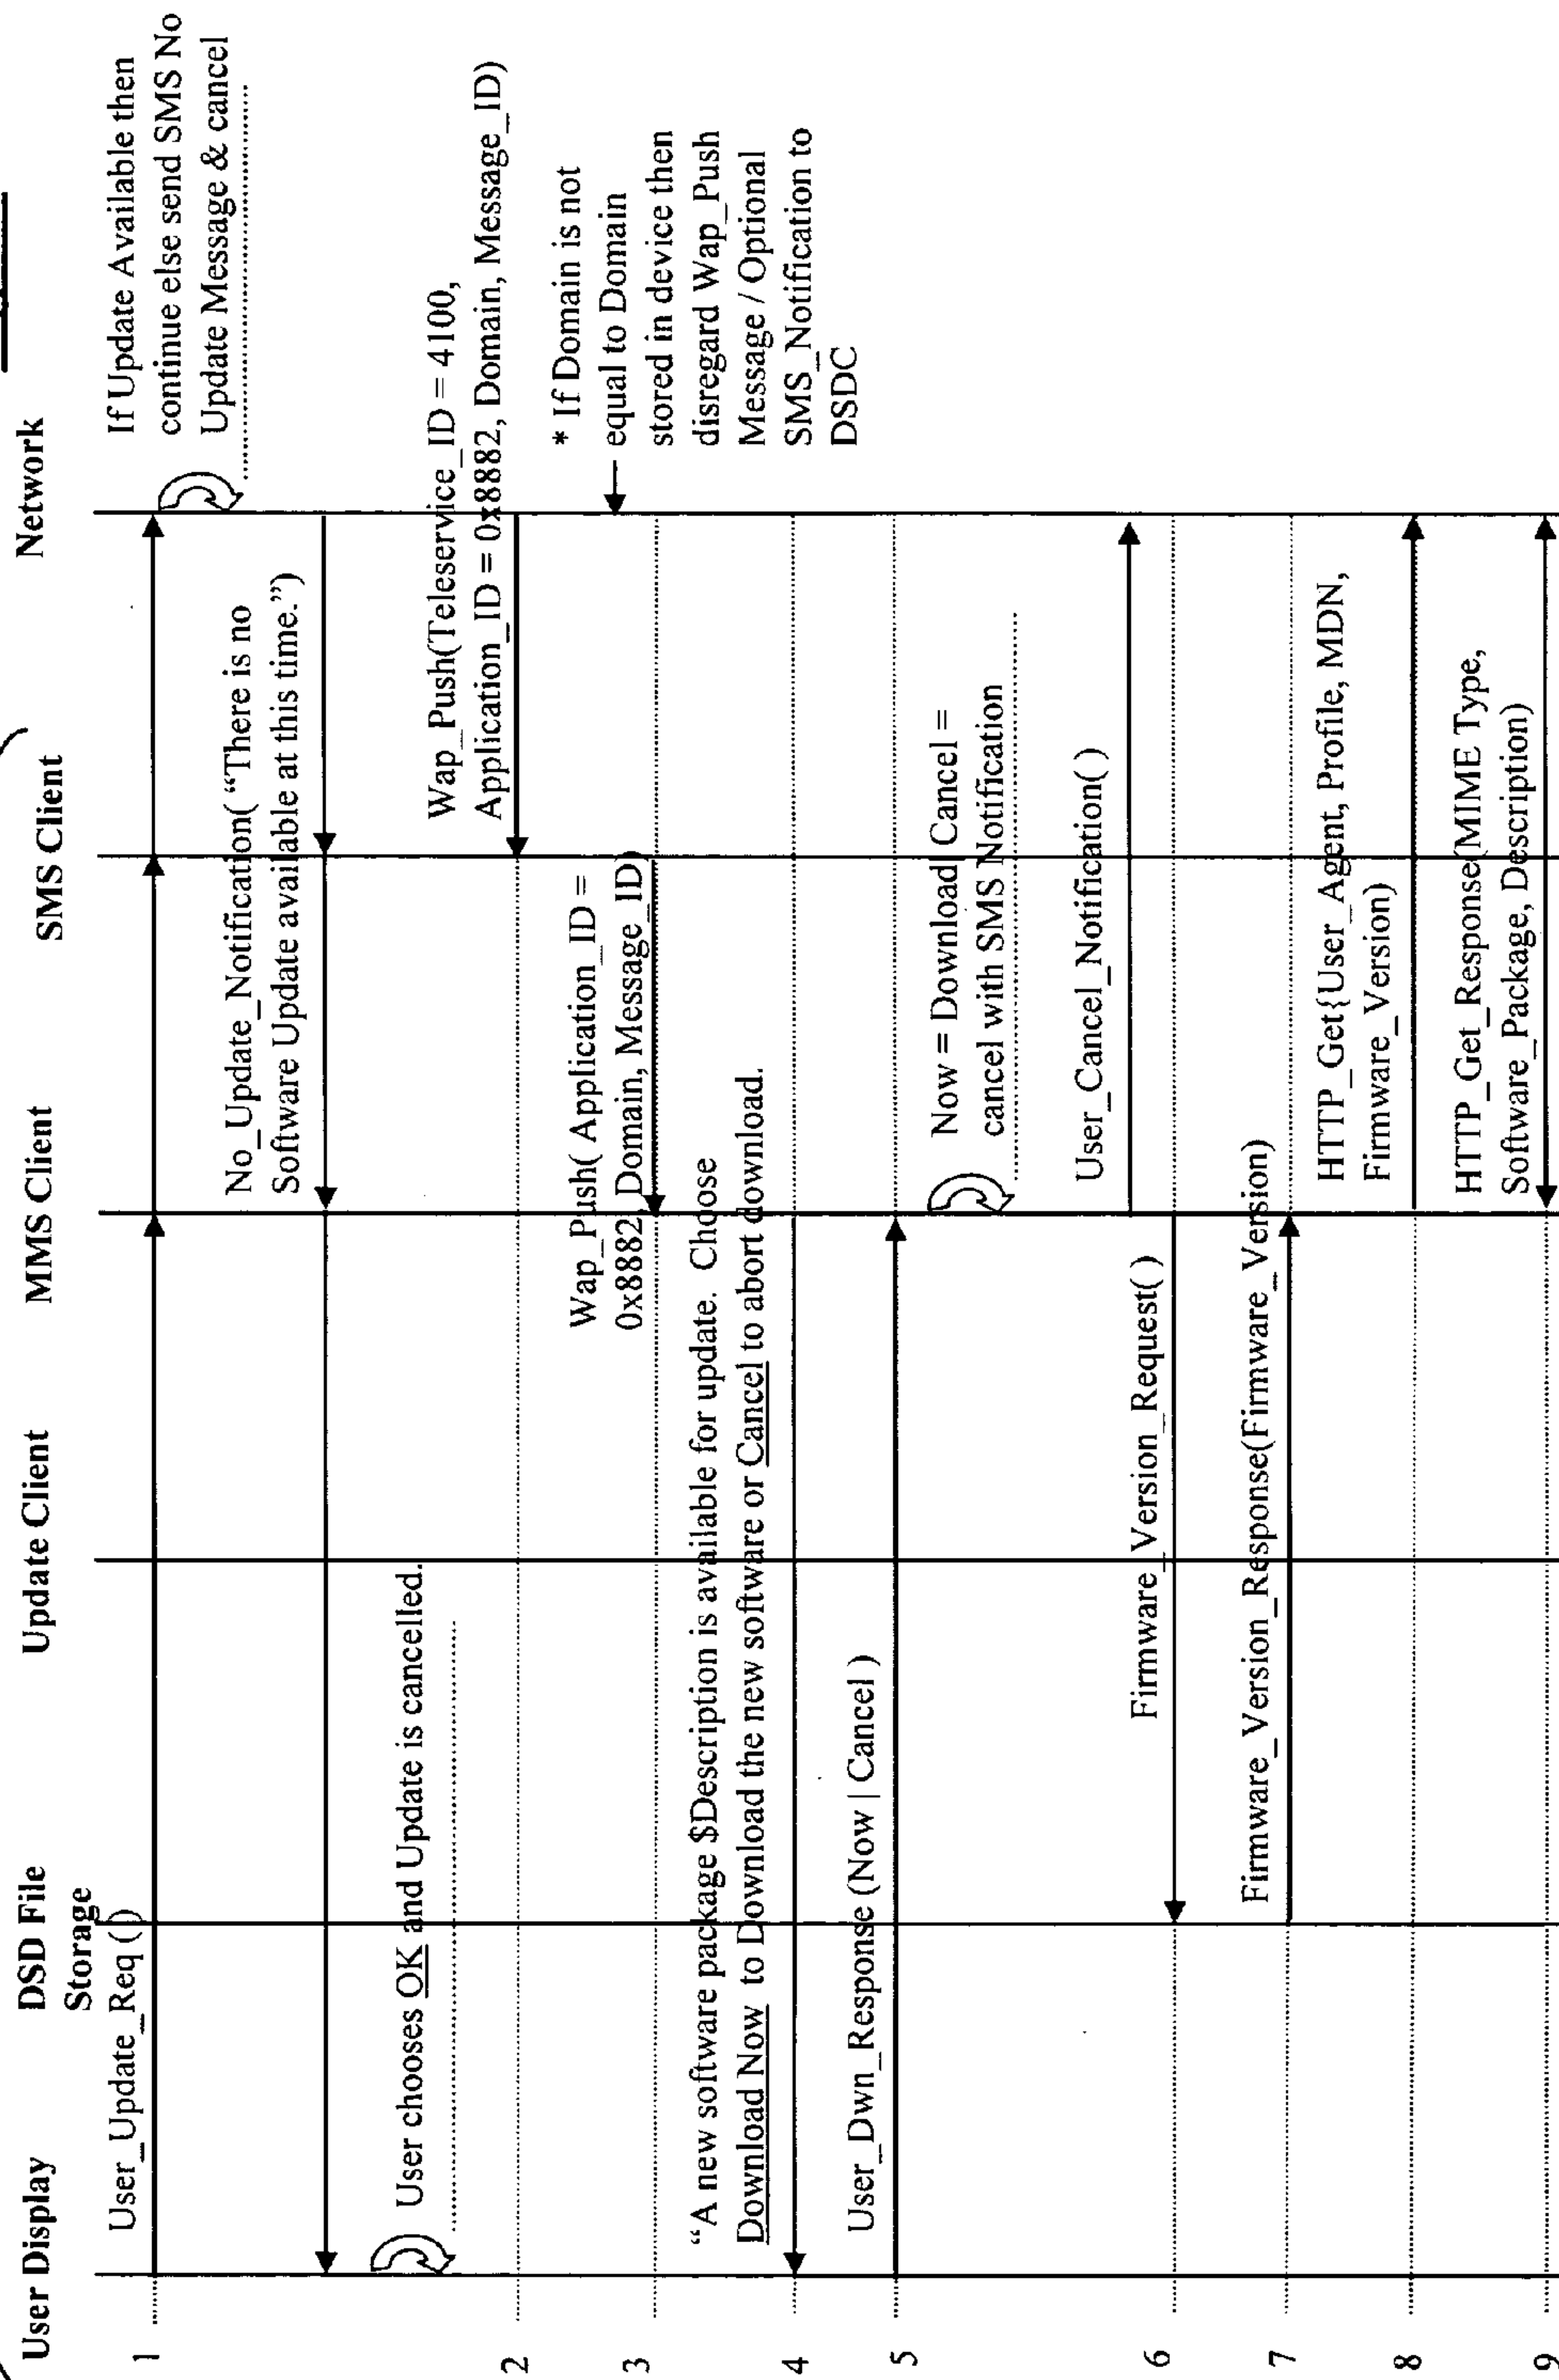 User Display
DSD File
Storage
Update Client
MMS Client
SMS Client
Network
1
User_Update_Req ( )
If Update Available then
continue else send SMS No
Update Message & cancel
No_Update_Notification( “There is no
Software Update available at this time.”)
User chooses OK and Update is cancelled.
2
Wap_Push(Teleservice_ID = 4100,
Application_ID = 0x8882, Domain, Message_ID)
3
Wap_Push( Application_ID =
0x8882, Domain, Message_ID)
* If Domain is not
equal to Domain
stored in device then
disregard Wap_Push
Message / Optional
SMS_Notification to
DSDC
4
“A new software package $Description is available for update. Choose
Download Now to Download the new software or Cancel to abort download.
5
User_Dwn_Response (Now | Cancel )
Now = Download Cancel =
cancel with SMS Notification
User_Cancel_Notification( )
6
Firmware_Version_Request( )
7
Firmware_Version_Response(Firmware_Version)
8
HTTP_Get{User_Agent, Profile, MDN,
Firmware_Version)
9
HTTP_Get_Response(MIME Type,
Software_Package, Description)